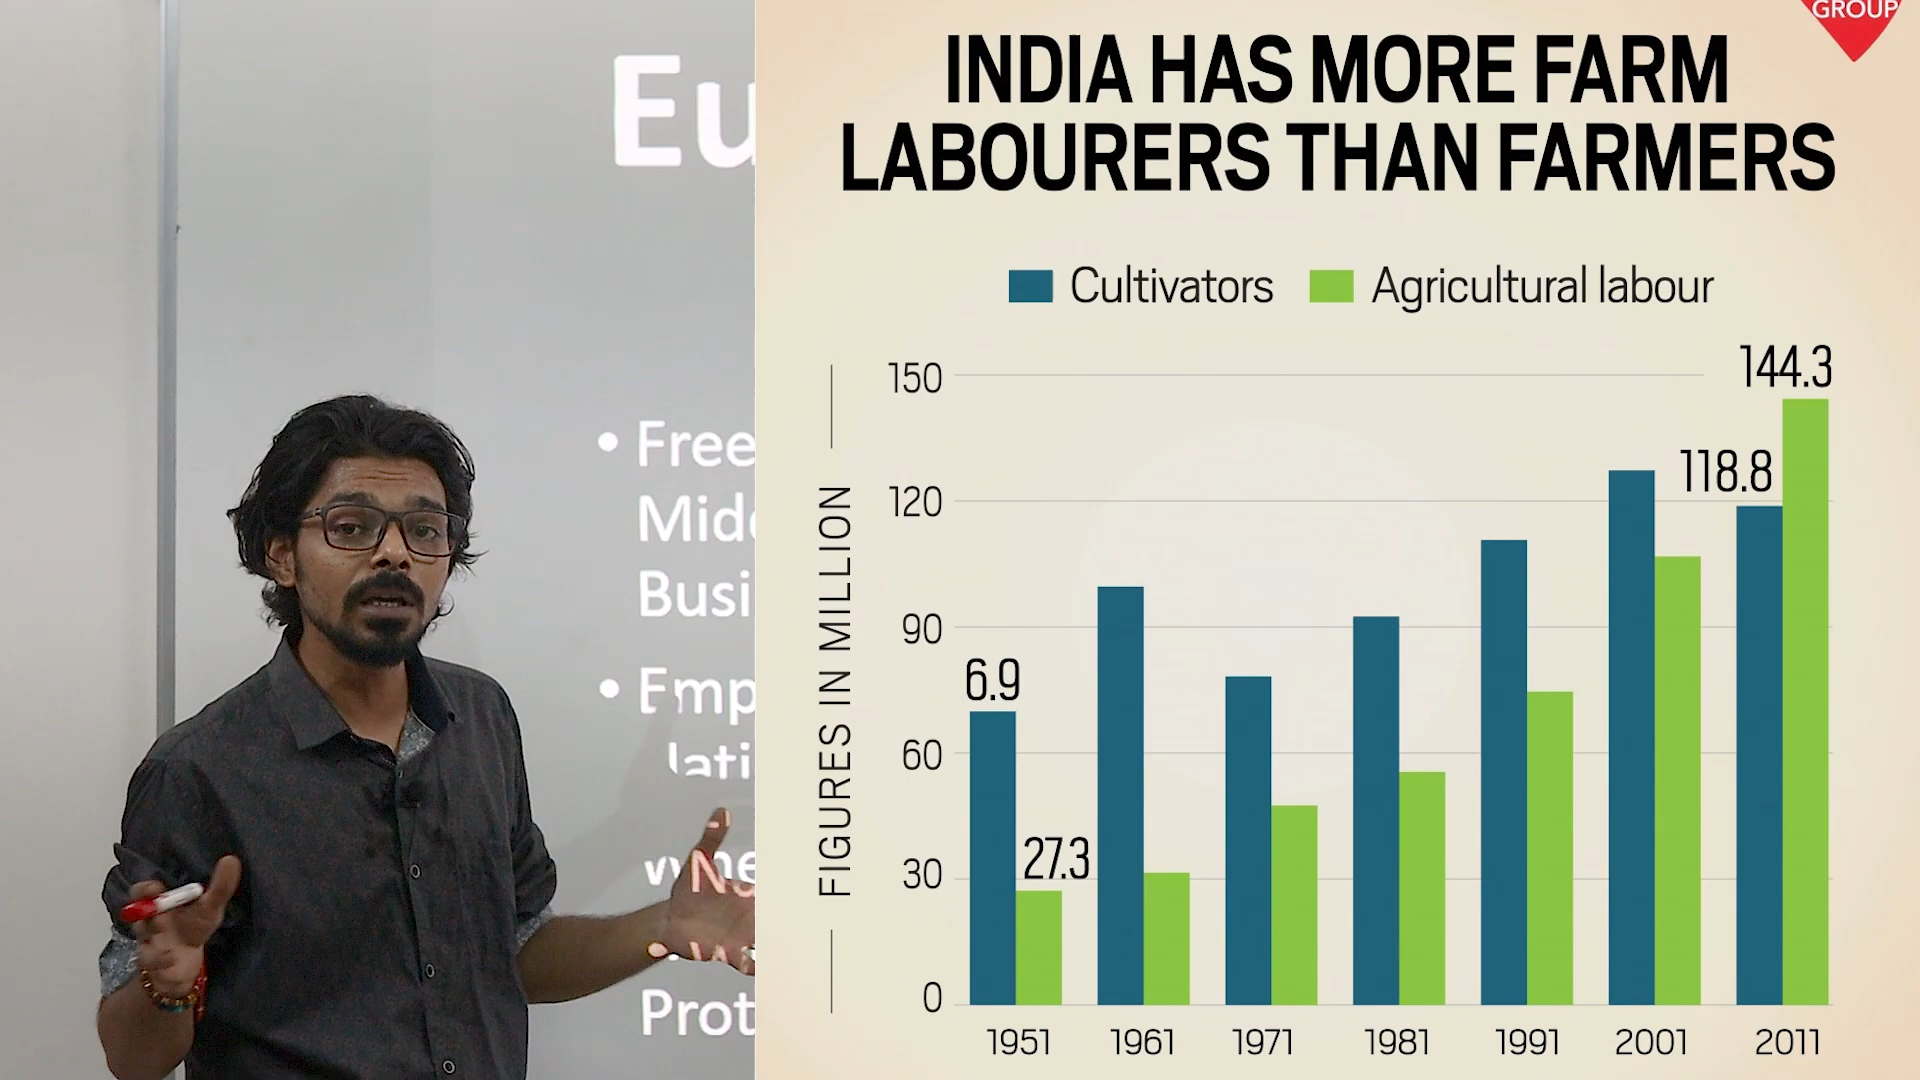 Eu
• Free
Mid
Busi
• Emp
lati
Prot
GROUP
INDIA HAS MORE FARM
LABOURERS THAN FARMERS
Cultivators
Agricultural labour
FIGURES IN MILLION
150
120
90
60
30
0
6.9
27.3
118.8
144.3
1951
1961
1971
1981
1991
2001
2011